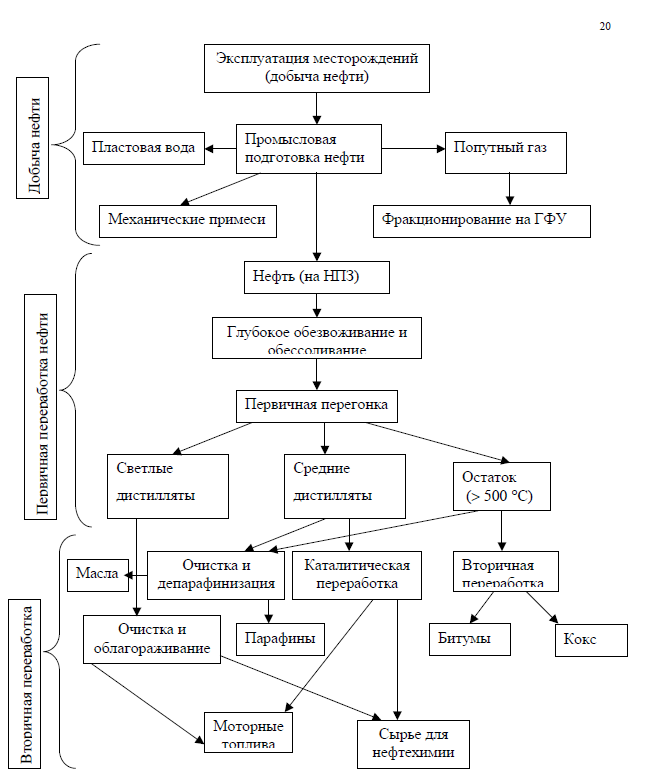 20
Эксплуатация месторождений
(добыча нефти)
Добыча нефти
Пластовая вода
Промысловая
подготовка нефти
Попутный газ
Механические примеси
Фракционирование на ГФУ
Первичная переработка нефти
Нефть (на НПЗ)
Глубокое обезвоживание и
обессоливание
Первичная перегонка
Светлые
дистилляты
Средние
дистилляты
Остаток
(> 500 °С)
Вторичная переработка
Масла
Очистка и
депарафинизация
Каталитическая
переработка
Вторичная
переработка
Очистка и
облагораживание
Парафины
Битумы
Кокс
Моторные
топлива
Сырье для
нефтехимии